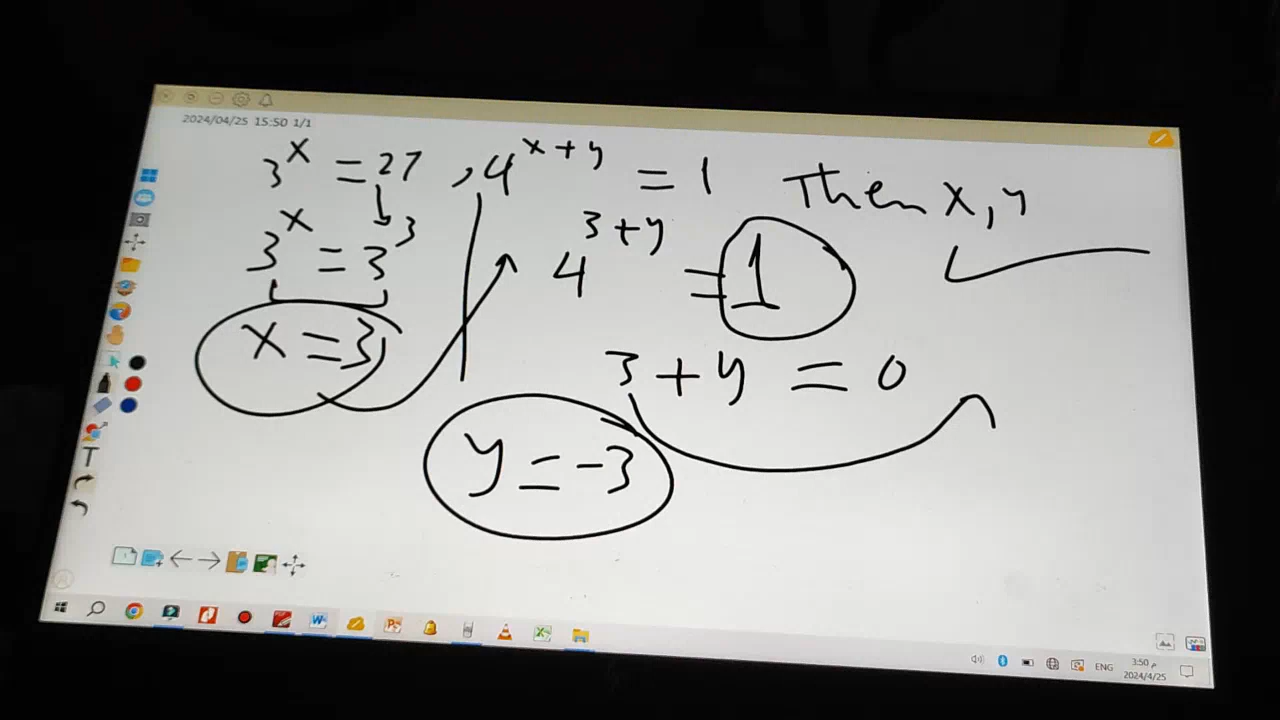 2024/04/25 15:50 1/1
3^x = 27 , 4^(x+y) = 1 Then x, y
3^x = 3^3
4^(3+y) = 1
x = 3
3 + y = 0
y = -3
T
ENG
3:50 م
2024/4/25